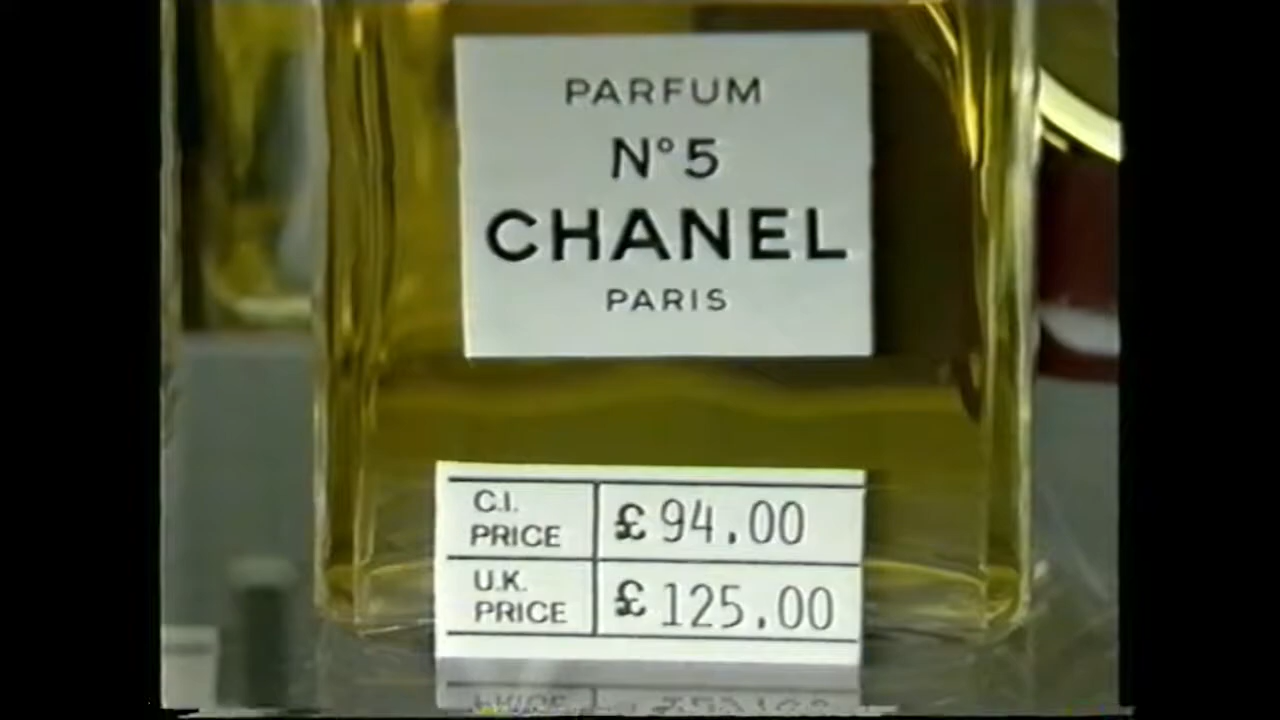 PARFUM
N°5
CHANEL
PARIS
C.I. PRICE £ 94.00
U.K. PRICE £ 125.00